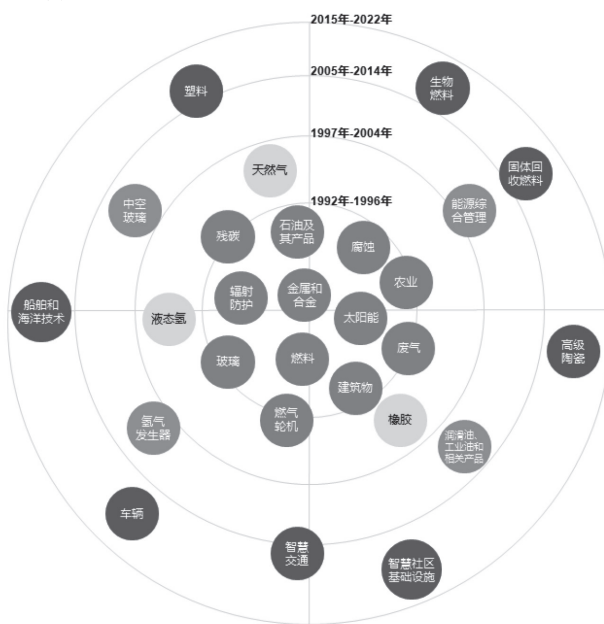 2015年-2022年
2005年-2014年
1997年-2004年
1992年-1996年
塑料
生物
燃料
固体回
收燃料
天然气
中空
玻璃
能源综
合管理
石油及
其产品
残碳
腐蚀
农业
辐射
防护
金属和
合金
太阳能
船舶和
海洋技术
液态氢
废气
高级
陶瓷
玻璃
燃料
建筑物
燃气
轮机
橡胶
氢气
发生器
润滑油、
工业油和
相关产品
车辆
智慧
交通
智慧社区
基础设施